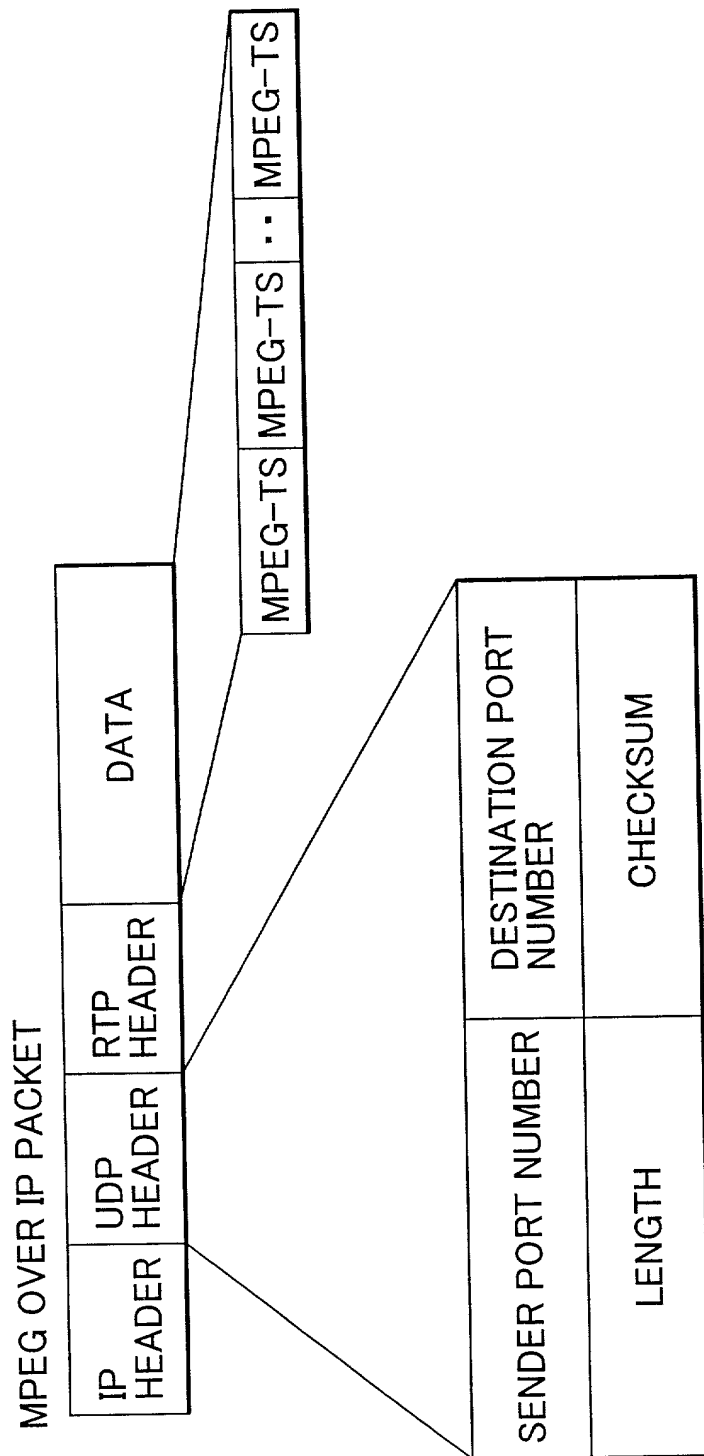 MPEG OVER IP PACKET
IP
HEADER
UDP
HEADER
RTP
HEADER
DATA
MPEG-TS
MPEG-TS
··
MPEG-TS
SENDER PORT NUMBER
DESTINATION PORT
NUMBER
LENGTH
CHECKSUM